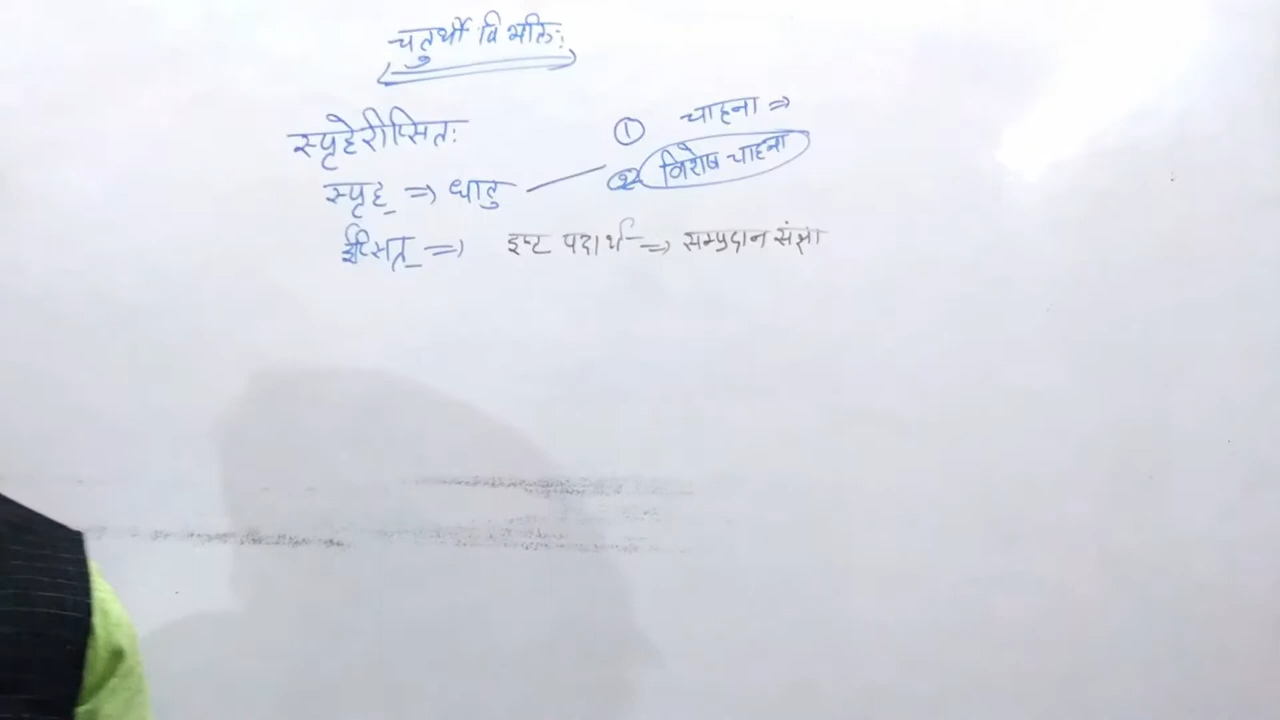 चतुर्थी विभक्ति:
स्पृहेरीप्सितः
① चाहना ⇒
स्पृह् ⇒ धातु — ② विशेष चाहना
ईप्सित् ⇒ इष्ट पदार्थ ⇒ सम्प्रदान संज्ञा